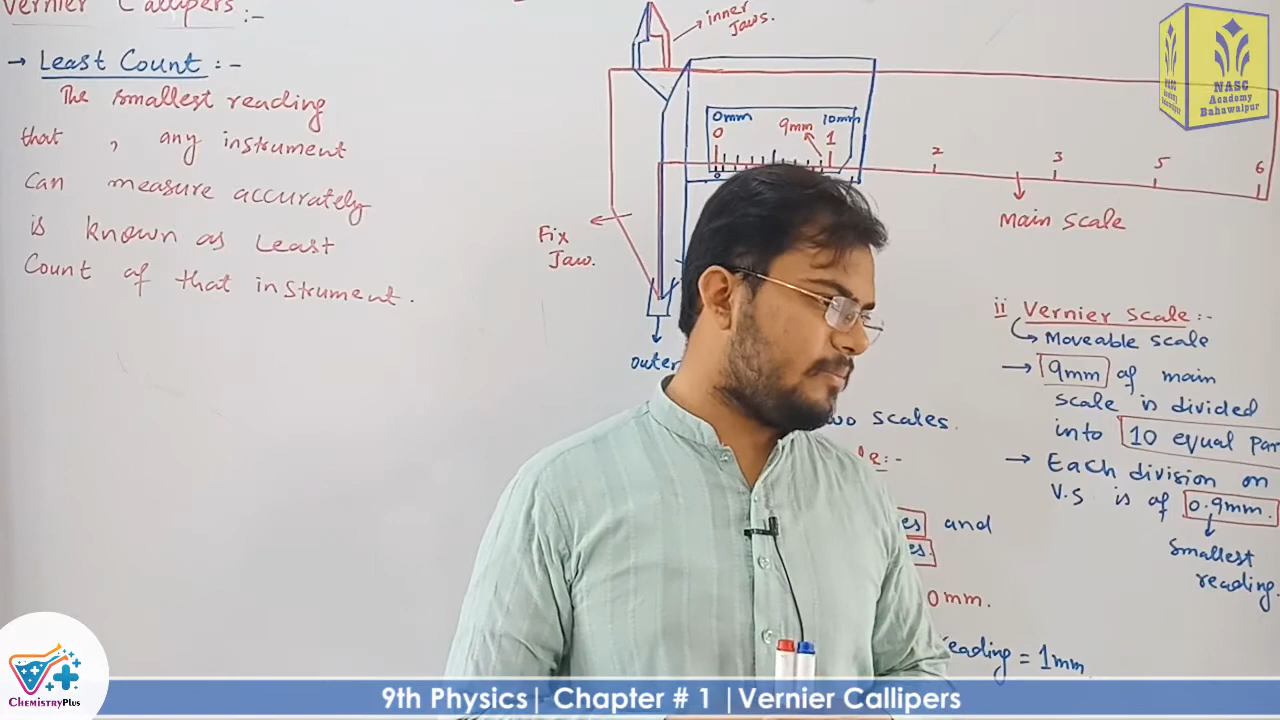 Vernier Callipers :-
→ Least Count :-
The smallest reading
that , any instrument
can measure accurately
is known as Least
Count of that instrument.
inner
Jaws.
0mm 10mm
9mm
0 1 2 3 5 6
0
Main scale
Fix
Jaw.
outer
two scales.
and
0mm.
reading = 1mm
ii Vernier scale :-
Moveable scale
→ 9mm of main
scale is divided
into 10 equal par
→ Each division on
V.S is of 0.9mm.
Smallest
reading.
NASC
Academy
Bahawalpur
NASC
Academy
Bahawalpur
ChemistryPlus
9th Physics| Chapter # 1 |Vernier Callipers